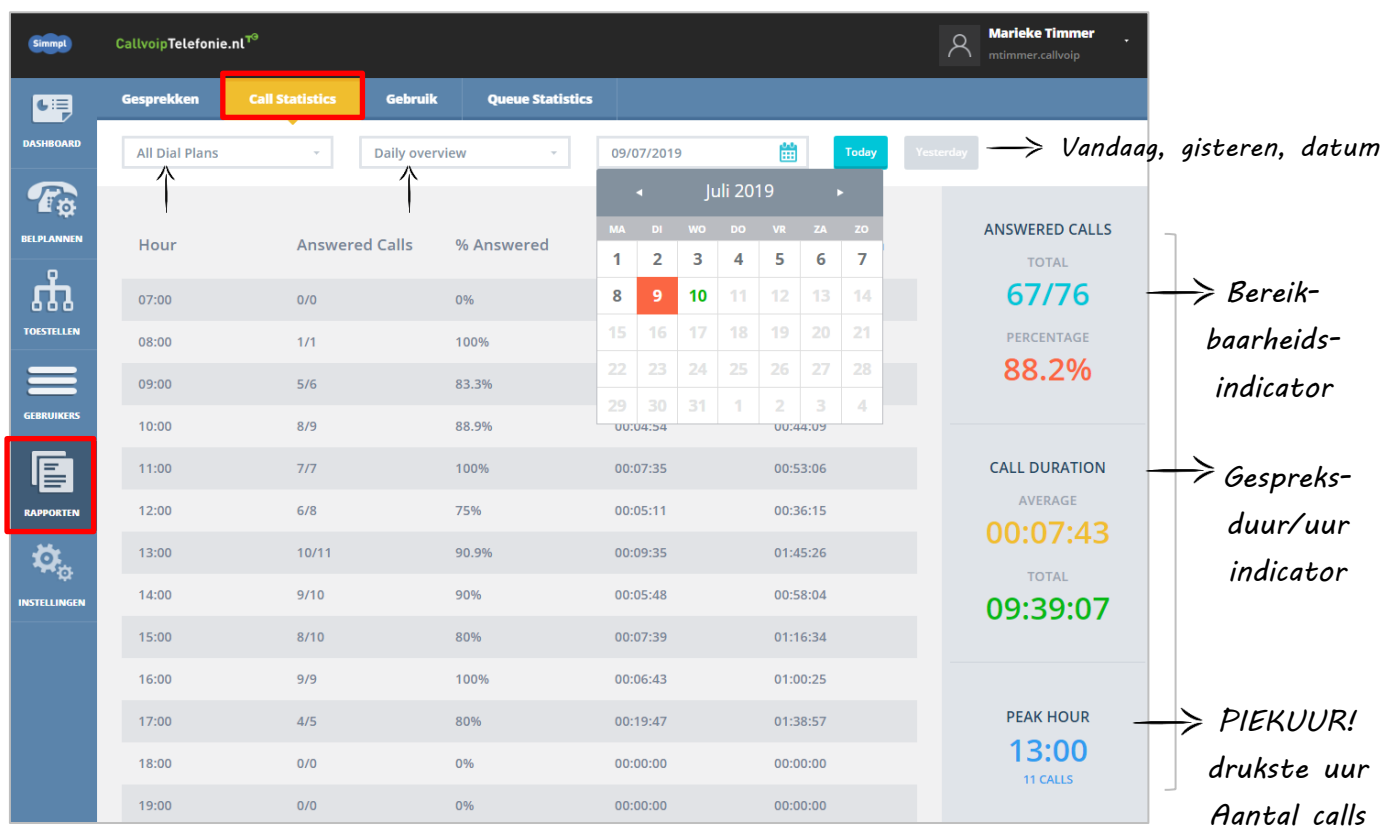 Simmpl
CallvoipTelefonie.nl TC
Marieke Timmer
mtimmer.callvoip
Gesprekken Call Statistics Gebruik Queue Statistics
DASHBOARD
BELPLANNEN
TOESTELLEN
GEBRUIKERS
RAPPORTEN
INSTELLINGEN
All Dial Plans Daily overview 09/07/2019 Today Yesterday
Vandaag, gisteren, datum
Juli 2019
MA DI WO DO VR ZA ZO
1 2 3 4 5 6 7
8 9 10 11 12 13 14
15 16 17 18 19 20 21
22 23 24 25 26 27 28
29 30 31 1 2 3 4
Hour Answered Calls % Answered
07:00 0/0 0%
08:00 1/1 100%
09:00 5/6 83.3%
10:00 8/9 88.9% 00:04:54 00:44:09
11:00 7/7 100% 00:07:35 00:53:06
12:00 6/8 75% 00:05:11 00:36:15
13:00 10/11 90.9% 00:09:35 01:45:26
14:00 9/10 90% 00:05:48 00:58:04
15:00 8/10 80% 00:07:39 01:16:34
16:00 9/9 100% 00:06:43 01:00:25
17:00 4/5 80% 00:19:47 01:38:57
18:00 0/0 0% 00:00:00 00:00:00
19:00 0/0 0% 00:00:00 00:00:00
ANSWERED CALLS
TOTAL
67/76
PERCENTAGE
88.2%
CALL DURATION
AVERAGE
00:07:43
TOTAL
09:39:07
PEAK HOUR
13:00
11 CALLS
Bereik-
baarheids-
indicator
Gespreks-
duur/uur
indicator
PIEKUUR!
drukste uur
Aantal calls